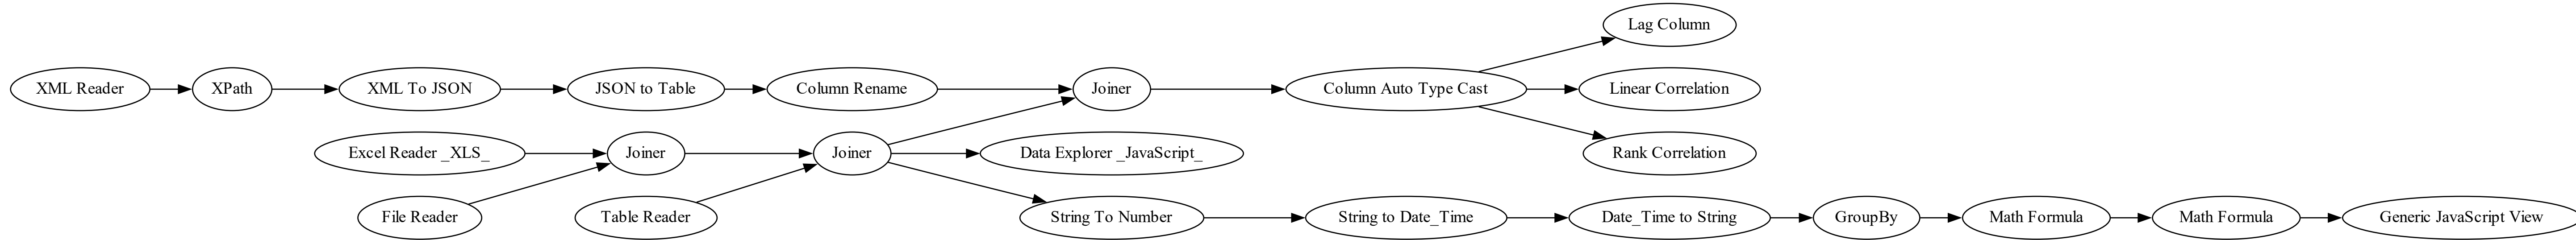 Lag Column
XML Reader
XPath
XML To JSON
JSON to Table
Column Rename
Joiner
Column Auto Type Cast
Linear Correlation
Excel Reader _XLS_
Joiner
Joiner
Data Explorer _JavaScript_
Rank Correlation
File Reader
Table Reader
String To Number
String to Date_Time
Date_Time to String
GroupBy
Math Formula
Math Formula
Generic JavaScript View